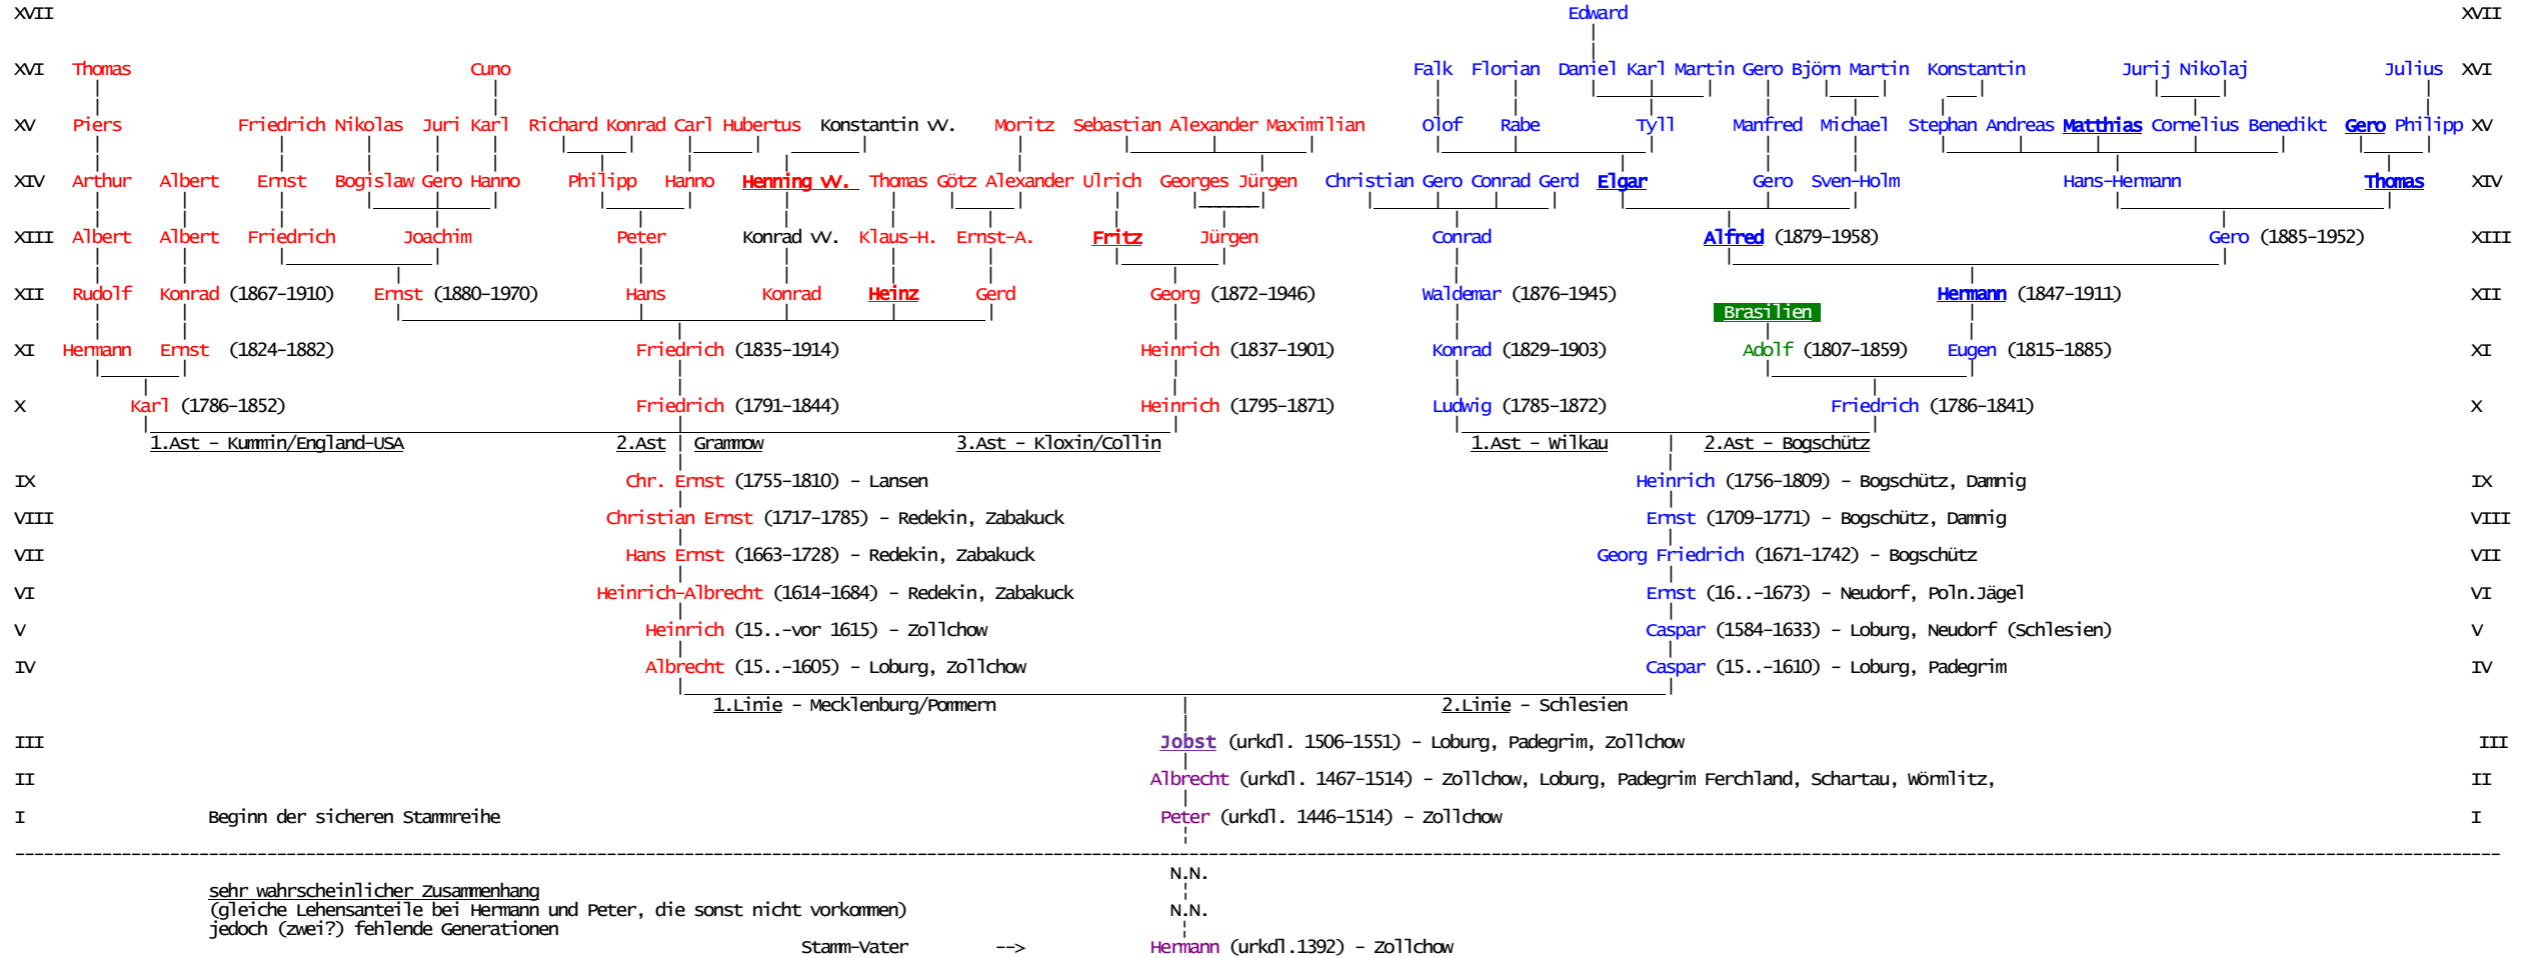 XVII Edward XVII
XVI Thomas Cuno Falk Florian Daniel Karl Martin Gero Björn Martin Konstantin Jurij Nikolaj Julius XVI
XV Piers Friedrich Nikolas Juri Karl Richard Konrad Carl Hubertus Konstantin W. Moritz Sebastian Alexander Maximilian Olof Rabe Tyll Manfred Michael Stephan Andreas Matthias Cornelius Benedikt Gero Philipp XV
XIV Arthur Albert Ernst Bogislaw Gero Hanno Philipp Hanno Henning W. Thomas Götz Alexander Ulrich Georges Jürgen Christian Gero Conrad Gerd Elgar Gero Sven-Holm Hans-Hermann Thomas XIV
XIII Albert Albert Friedrich Joachim Peter Konrad W. Klaus-H. Ernst-A. Fritz Jürgen Conrad Alfred (1879-1958) Gero (1885-1952) XIII
XII Rudolf Konrad (1867-1910) Ernst (1880-1970) Hans Konrad Heinz Gerd Georg (1872-1946) Waldemar (1876-1945) Hermann (1847-1911) XII
Brasilien
XI Hermann Ernst (1824-1882) Friedrich (1835-1914) Heinrich (1837-1901) Konrad (1829-1903) Adolf (1807-1859) Eugen (1815-1885) XI
X Karl (1786-1852) Friedrich (1791-1844) Heinrich (1795-1871) Ludwig (1785-1872) Friedrich (1786-1841) X
1.Ast - Kummin/England-USA 2.Ast Grammow 3.Ast - Kloxin/Collin 1.Ast - Wilkau 2.Ast - Bogschütz
IX Chr. Ernst (1755-1810) - Lansen Heinrich (1756-1809) - Bogschütz, Damnig IX
VIII Christian Ernst (1717-1785) - Redekin, Zabakuck Ernst (1709-1771) - Bogschütz, Damnig VIII
VII Hans Ernst (1663-1728) - Redekin, Zabakuck Georg Friedrich (1671-1742) - Bogschütz VII
VI Heinrich-Albrecht (1614-1684) - Redekin, Zabakuck Ernst (16..-1673) - Neudorf, Poln.Jägel VI
V Heinrich (15..-vor 1615) - Zollchow Caspar (1584-1633) - Loburg, Neudorf (Schlesien) V
IV Albrecht (15..-1605) - Loburg, Zollchow Caspar (15..-1610) - Loburg, Padegrim IV
1.Linie - Mecklenburg/Pommern 2.Linie - Schlesien
III Jobst (urkdl. 1506-1551) - Loburg, Padegrim, Zollchow III
II Albrecht (urkdl. 1467-1514) - Zollchow, Loburg, Padegrim Ferchland, Schartau, Wörmlitz, II
I Beginn der sicheren Stammreihe Peter (urkdl. 1446-1514) - Zollchow I
N.N.
sehr wahrscheinlicher Zusammenhang
(gleiche Lehensanteile bei Hermann und Peter, die sonst nicht vorkommen) N.N.
jedoch (zwei?) fehlende Generationen
Stamm-Vater --> Hermann (urkdl.1392) - Zollchow